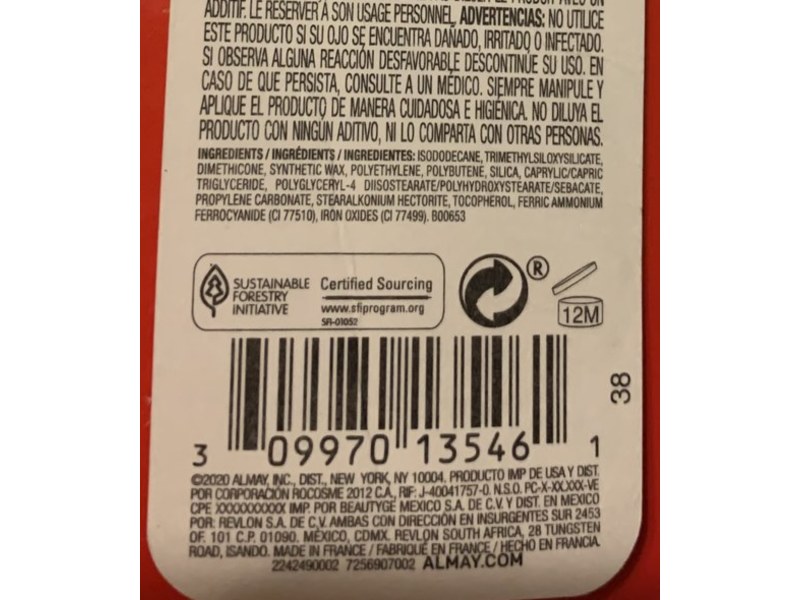 ADITIF. LE RÉSERVER À SON USAGE PERSONNEL. ADVERTENCIAS: NO UTILICE
ESTE PRODUCTO SI SU OJO SE ENCUENTRA DAÑADO, IRRITADO O INFECTADO.
SI OBSERVA ALGUNA REACCIÓN DESFAVORABLE DESCONTINÚE SU USO. EN
CASO DE QUE PERSISTA, CONSULTE A UN MÉDICO. SIEMPRE MANIPULE Y
APLIQUE EL PRODUCTO DE MANERA CUIDADOSA E HIGIÉNICA. NO DILUYA EL
PRODUCTO CON NINGÚN ADITIVO, NI LO COMPARTA CON OTRAS PERSONAS.
INGREDIENTS / INGRÉDIENTS / INGREDIENTES: ISODODECANE, TRIMETHYLSILOXYSILICATE,
DIMETHICONE, SYNTHETIC WAX, POLYETHYLENE, POLYBUTENE, SILICA, CAPRYLIC/CAPRIC
TRIGLYCERIDE, POLYGLYCERYL-4 DIISOSTEARATE/POLYHYDROXYSTEARATE/SEBACATE,
PROPYLENE CARBONATE, STEARALKONIUM HECTORITE, TOCOPHEROL, FERRIC AMMONIUM
FERROCYANIDE (CI 77510), IRON OXIDES (CI 77499). B00653
SUSTAINABLE
FORESTRY
INITIATIVE
Certified Sourcing
www.sfiprogram.org
SFI-01052
®
12M
38
3 09970 13546 1
©2020 ALMAY, INC., DIST., NEW YORK, NY 10004. PRODUCTO IMP DE USA Y DIST.
POR CORPORACIÓN ROCOSME 2012 C.A., RIF: J-40041757-0. N.S.O. PC-X-XX.XXX-VE
CPE XXXXXXXXXX IMP. POR BEAUTYGE MEXICO S.A. DE C.V. Y DIST. EN MEXICO
POR: REVLON S.A. DE C.V. AMBAS CON DIRECCIÓN EN INSURGENTES SUR 2453
OF. 101 C.P. 01090. MÉXICO, CDMX. REVLON SOUTH AFRICA, 28 TUNGSTEN
ROAD, ISANDO. MADE IN FRANCE / FABRIQUÉ EN FRANCE / HECHO EN FRANCIA.
2242490002 7256907002 ALMAY.COM